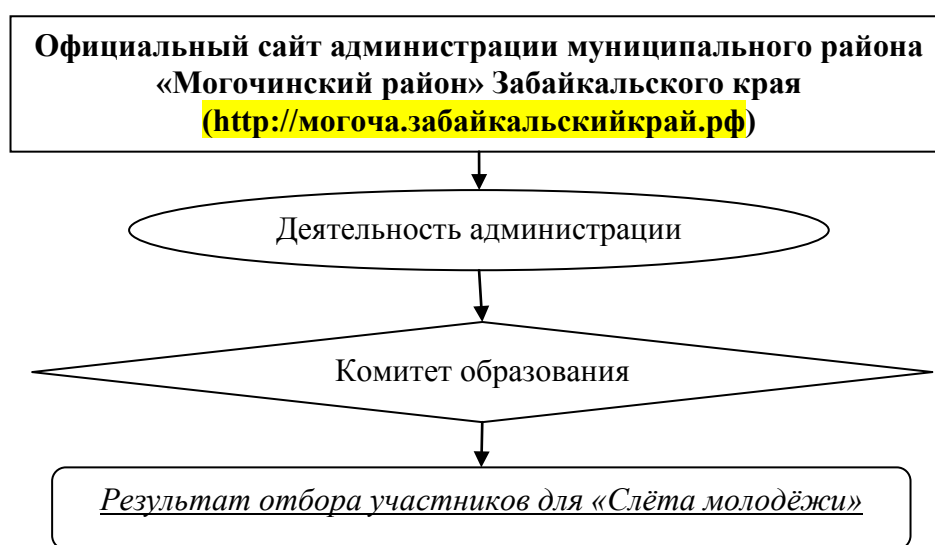 Официальный сайт администрации муниципального района
«Могочинский район» Забайкальского края
(http://могоча.забайкальскийкрай.рф)
Деятельность администрации
Комитет образования
Результат отбора участников для «Слёта молодёжи»